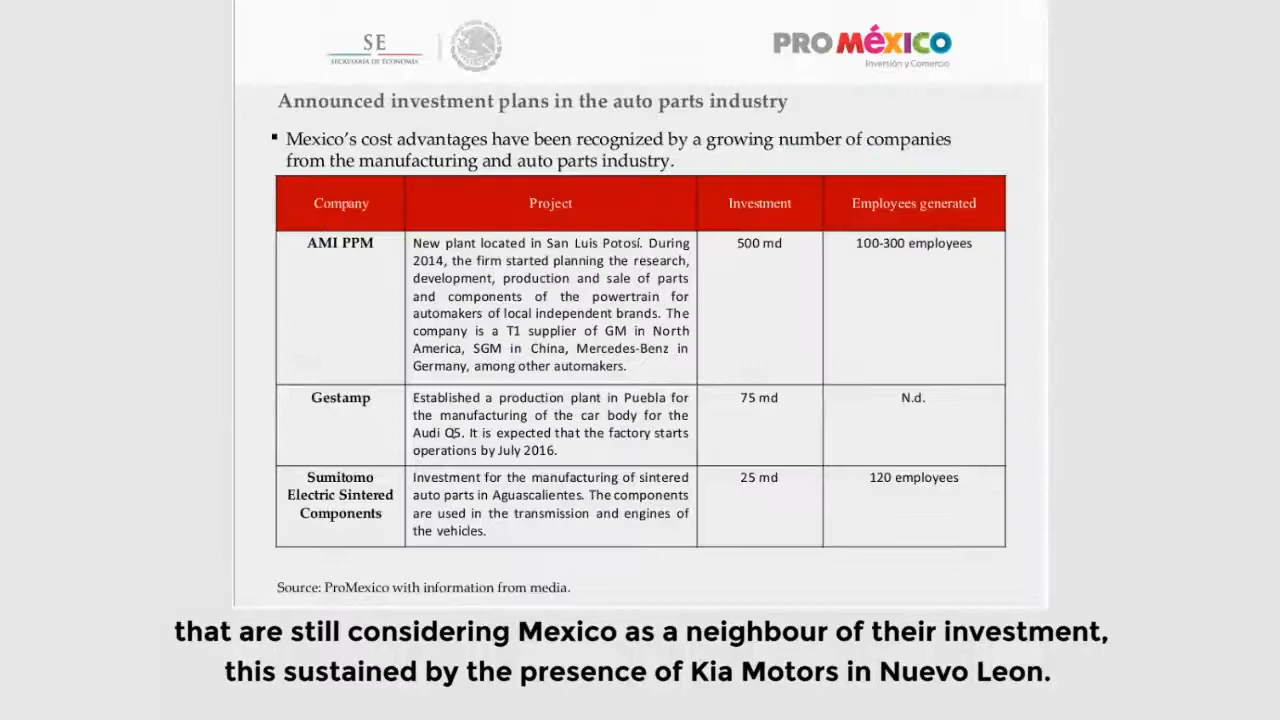 SE
SECRETARÍA DE ECONOMÍA
PRO MéXICO
Inversión y Comercio
Announced investment plans in the auto parts industry
▪ Mexico's cost advantages have been recognized by a growing number of companies
from the manufacturing and auto parts industry.
Company Project Investment Employees generated
AMI PPM
New plant located in San Luis Potosí. During
2014, the firm started planning the research,
development, production and sale of parts
and components of the powertrain for
automakers of local independent brands. The
company is a T1 supplier of GM in North
America, SGM in China, Mercedes-Benz in
Germany, among other automakers.
500 md
100-300 employees
Gestamp
Established a production plant in Puebla for
the manufacturing of the car body for the
Audi Q5. It is expected that the factory starts
operations by July 2016.
75 md
N.d.
Sumitomo
Electric Sintered
Components
Investment for the manufacturing of sintered
auto parts in Aguascalientes. The components
are used in the transmission and engines of
the vehicles.
25 md
120 employees
Source: ProMexico with information from media.
that are still considering Mexico as a neighbour of their investment,
this sustained by the presence of Kia Motors in Nuevo Leon.